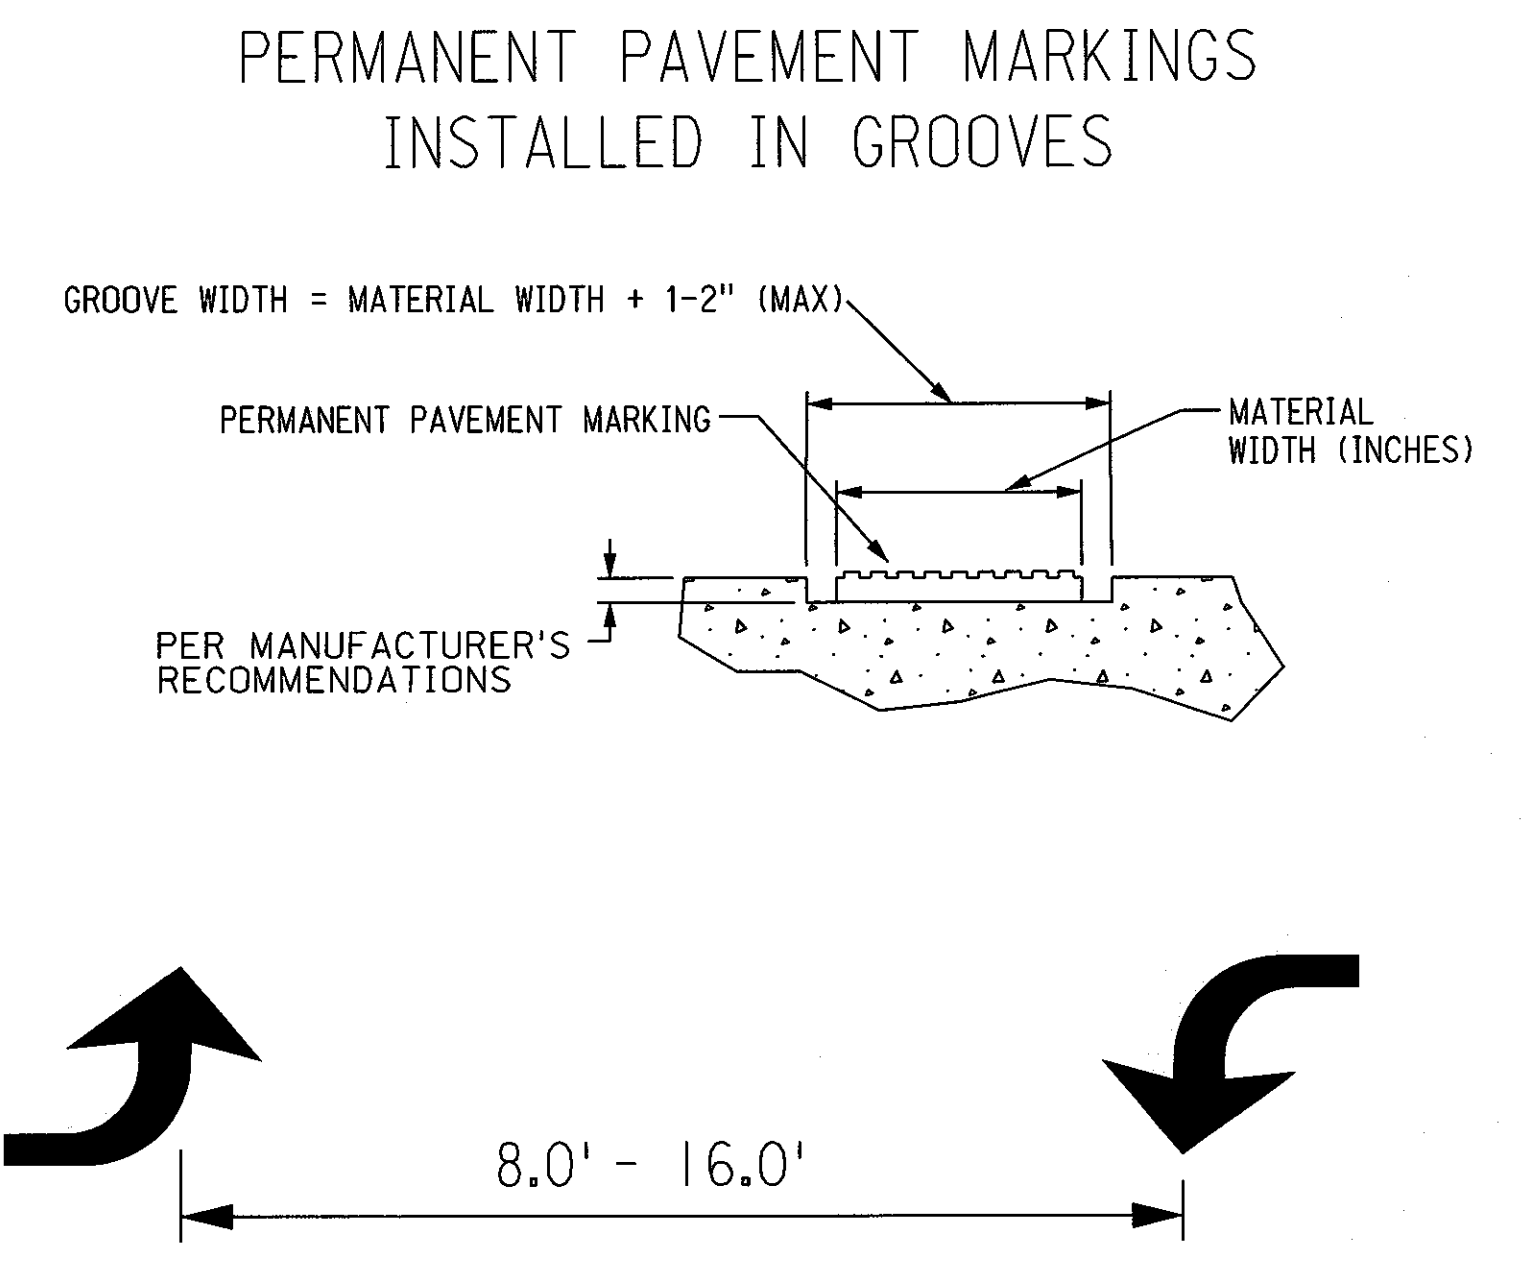 PERMANENT PAVEMENT MARKINGS
INSTALLED IN GROOVES
GROOVE WIDTH = MATERIAL WIDTH + 1-2" (MAX)
PERMANENT PAVEMENT MARKING
MATERIAL
WIDTH (INCHES)
PER MANUFACTURER'S
RECOMMENDATIONS
8.0' - 16.0'